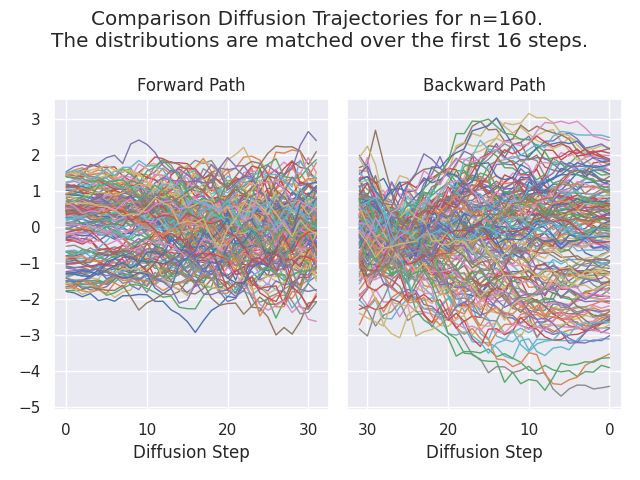 Comparison Diffusion Trajectories for n=160.
The distributions are matched over the first 16 steps.
Forward Path
Backward Path
3
2
1
0
−1
−2
−3
−4
−5
0 10 20 30
30 20 10 0
Diffusion Step
Diffusion Step